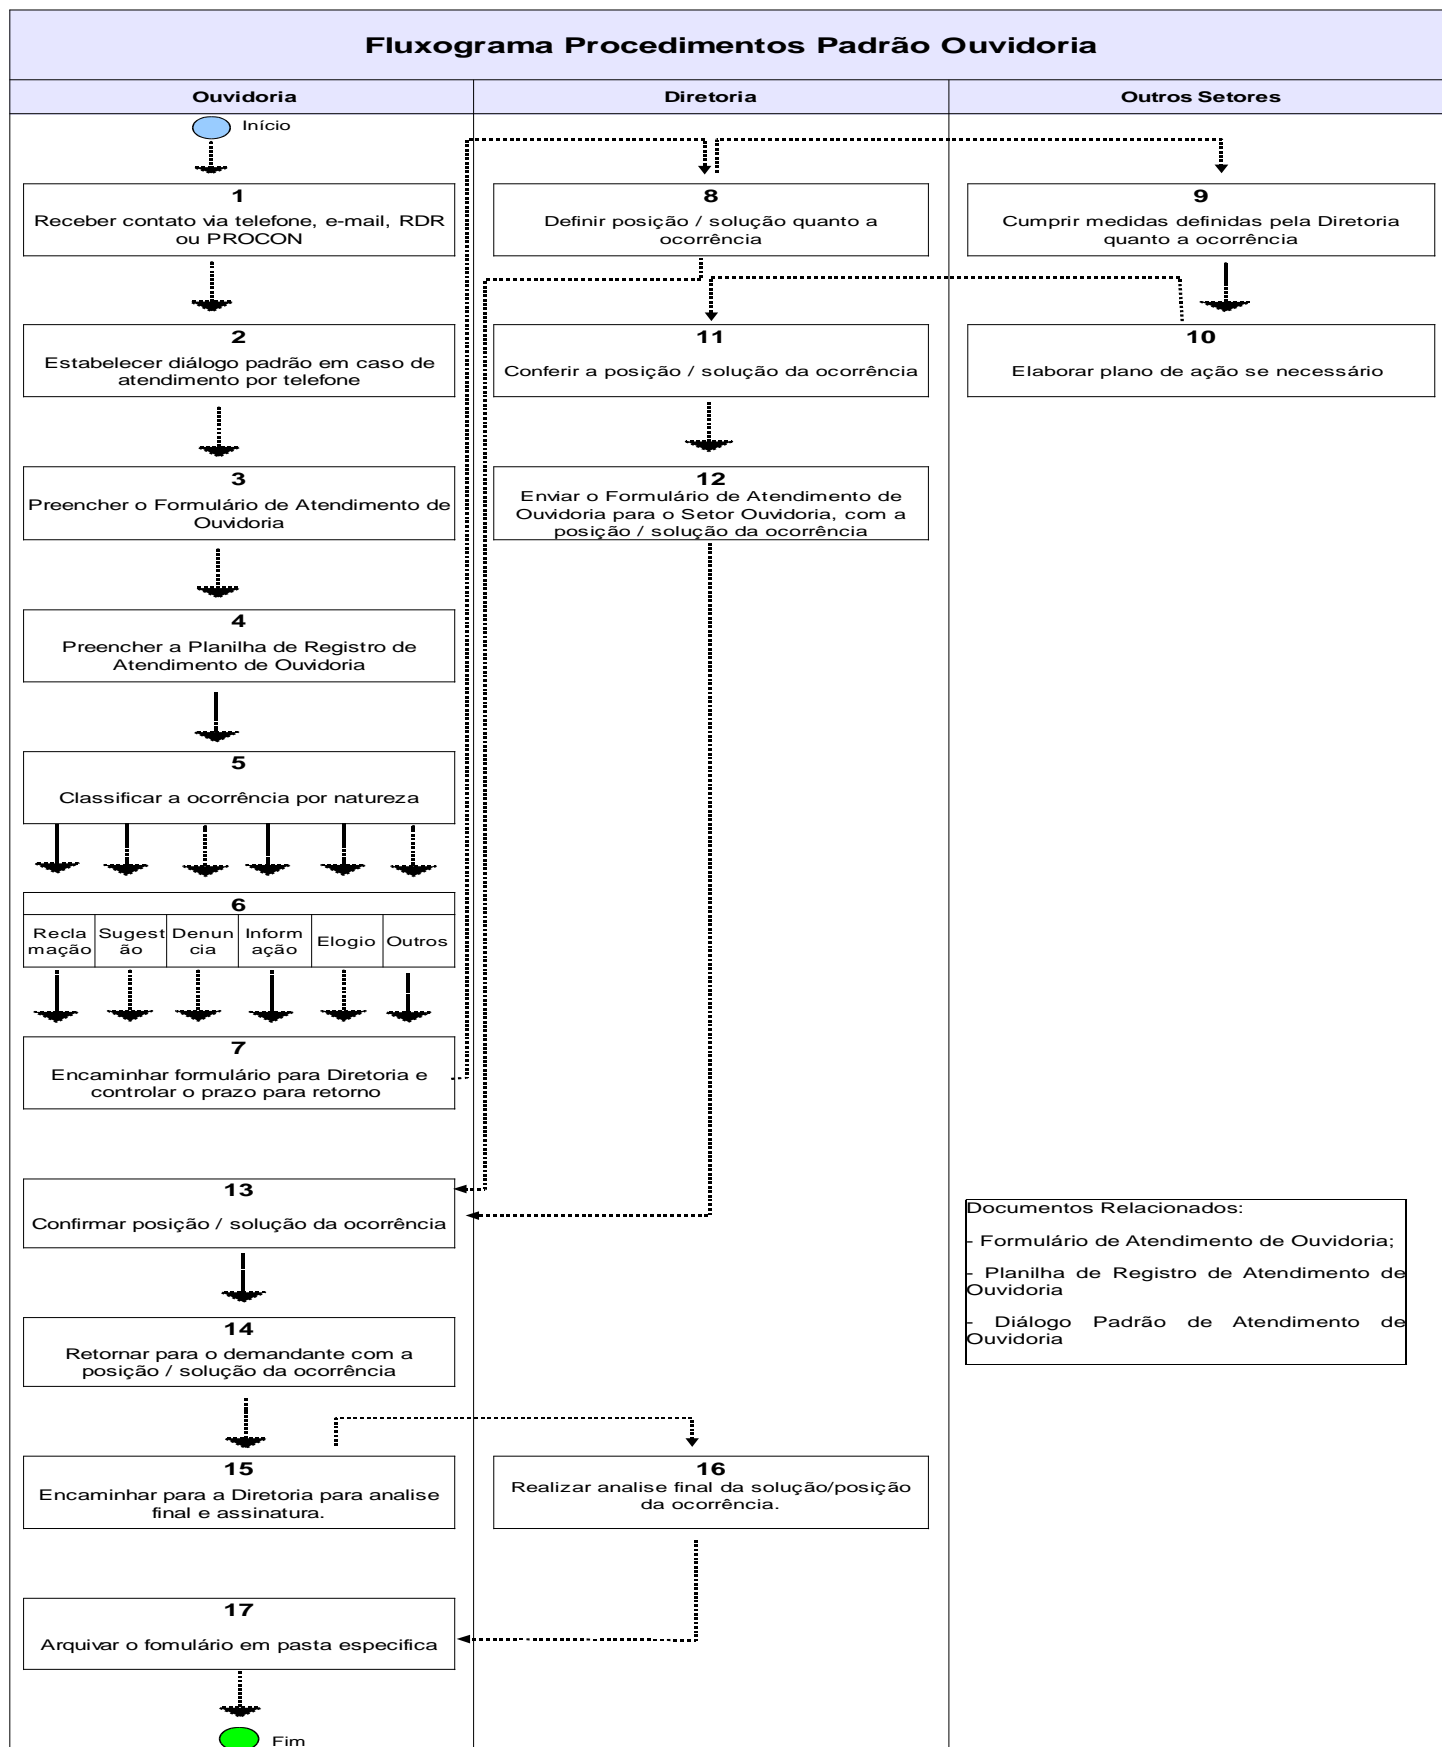 Fluxograma Procedimentos Padrão Ouvidoria
Ouvidoria
Diretoria
Outros Setores
Início
1
Receber contato via telefone, e-mail, RDR
ou PROCON
8
Definir posição / solução quanto a
ocorrência
9
Cumprir medidas definidas pela Diretoria
quanto a ocorrência
2
Estabelecer diálogo padrão em caso de
atendimento por telefone
11
Conferir a posição / solução da ocorrência
10
Elaborar plano de ação se necessário
3
Preencher o Formulário de Atendimento de
Ouvidoria
12
Enviar o Formulário de Atendimento de
Ouvidoria para o Setor Ouvidoria, com a
posição / solução da ocorrência
4
Preencher a Planilha de Registro de
Atendimento de Ouvidoria
5
Classificar a ocorrência por natureza
6
Recla
mação
Sugest
ão
Denun
cia
Inform
ação
Elogio
Outros
7
Encaminhar formulário para Diretoria e
controlar o prazo para retorno
13
Confirmar posição / solução da ocorrência
Documentos Relacionados:
- Formulário de Atendimento de Ouvidoria;
- Planilha de Registro de Atendimento de
Ouvidoria
- Diálogo Padrão de Atendimento de
Ouvidoria
14
Retornar para o demandante com a
posição / solução da ocorrência
15
Encaminhar para a Diretoria para analise
final e assinatura.
16
Realizar analise final da solução/posição
da ocorrência.
17
Arquivar o fomulário em pasta especifica
Fim